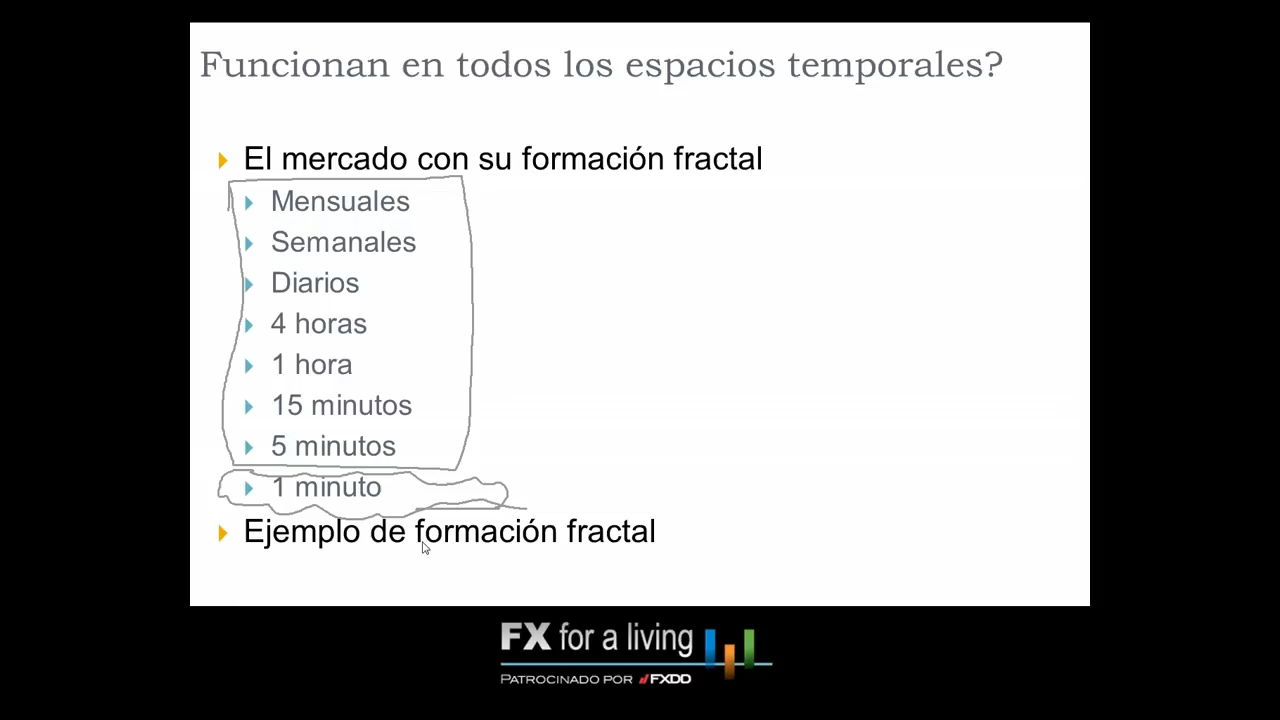 Funcionan en todos los espacios temporales?
El mercado con su formación fractal
Mensuales
Semanales
Diarios
4 horas
1 hora
15 minutos
5 minutos
1 minuto
Ejemplo de formación fractal
FX for a living
PATROCINADO POR FXDD